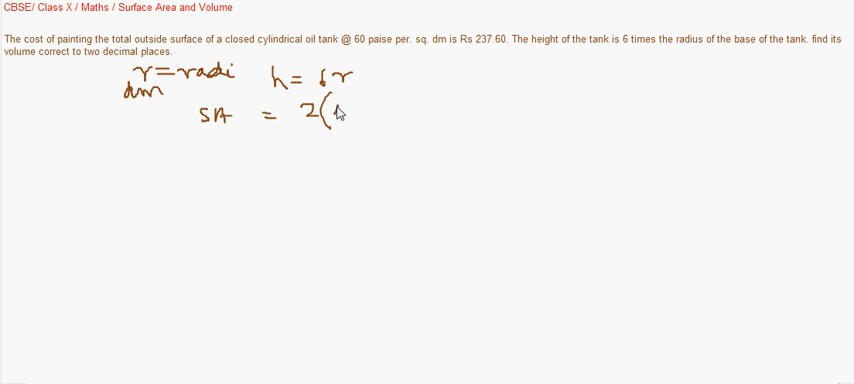 CBSE/ Class X / Maths / Surface Area and Volume
The cost of painting the total outside surface of a closed cylindrical oil tank @ 60 paise per. sq. dm is Rs 237.60. The height of the tank is 6 times the radius of the base of the tank. find its
volume correct to two decimal places.
r = radi h = 6r
dm
SA = 2(